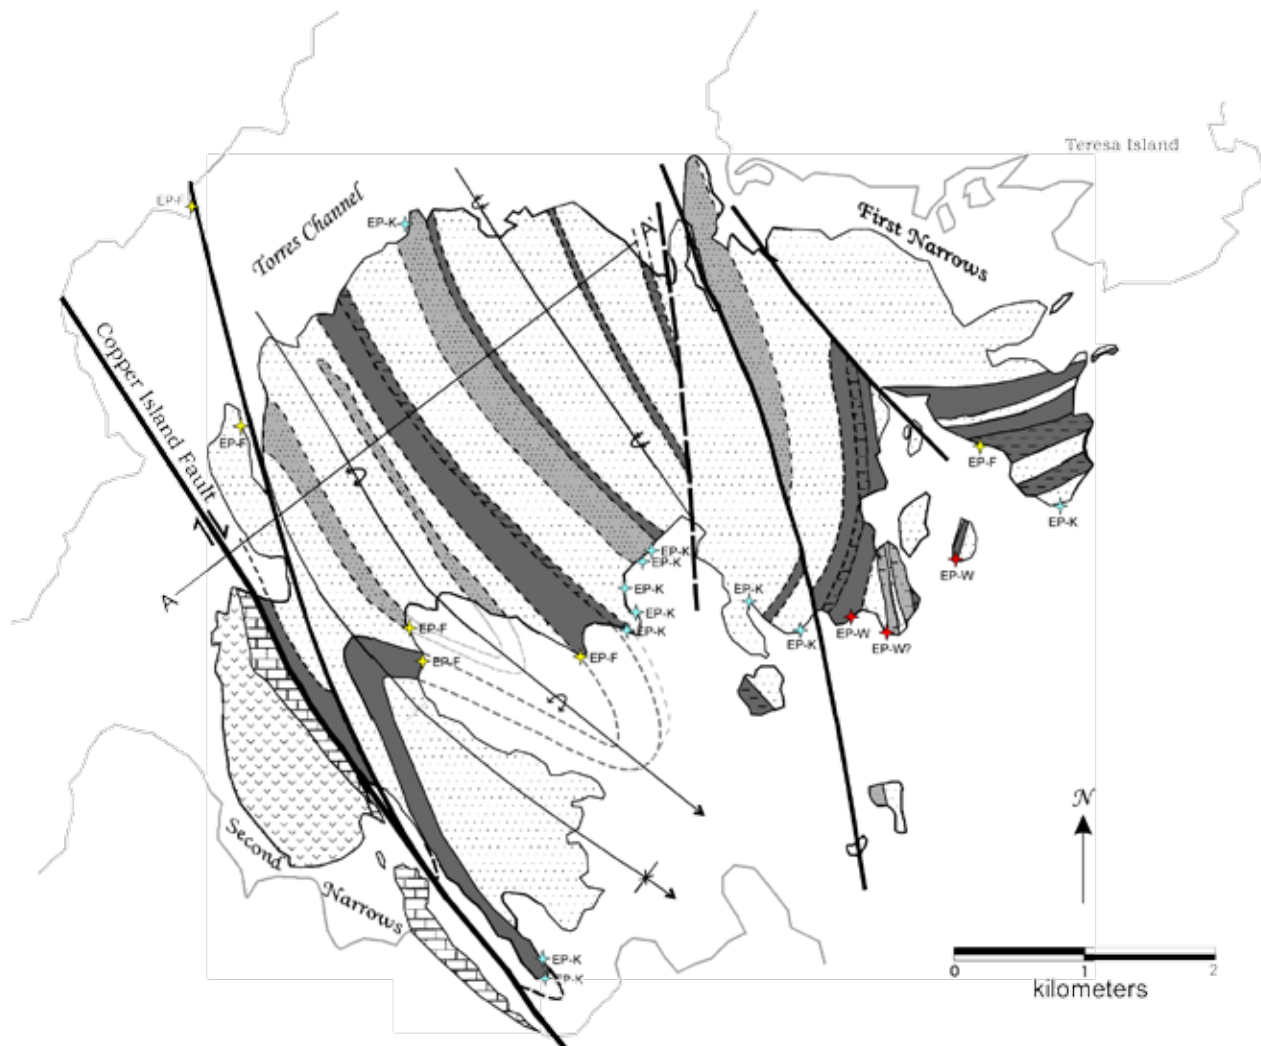 Teresa Island
EP-F
Torres Channel
EP-K
A'
First Narrows
Copper Island Fault
EP-F
EP-F
EP-K
EP-K
EP-K
EP-W
A
EP-K
EP-K
EP-K
EP-K
EP-F
EP-K
EP-W
EP-W?
EP-F
EP-F
Second
Narrows
N
EP-K
EP-K
0 1 2
kilometers